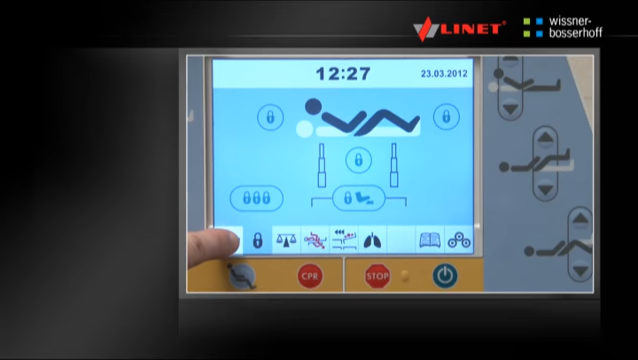 LINET®
wissner-
bosserhoff
12:27
23.03.2012
CPR
STOP